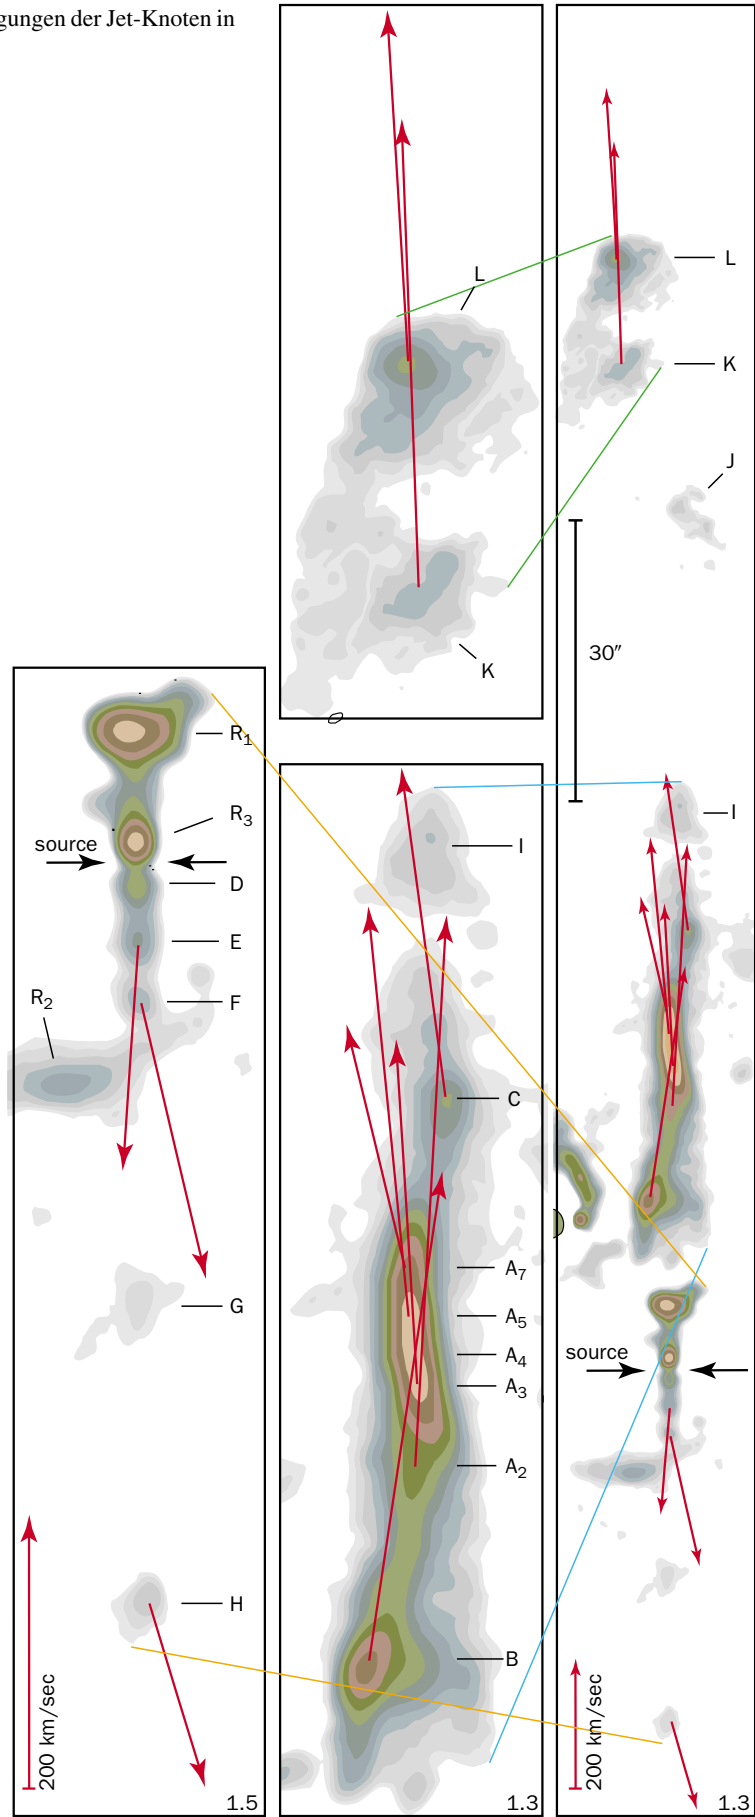 gungen der Jet-Knoten in
L
K
L
K
J
30″
R1
R3
source
D
E
F
R2
G
H
200 km/sec
1.5
I
C
A7
A5
A4
A3
A2
B
1.3
I
source
200 km/sec
1.3